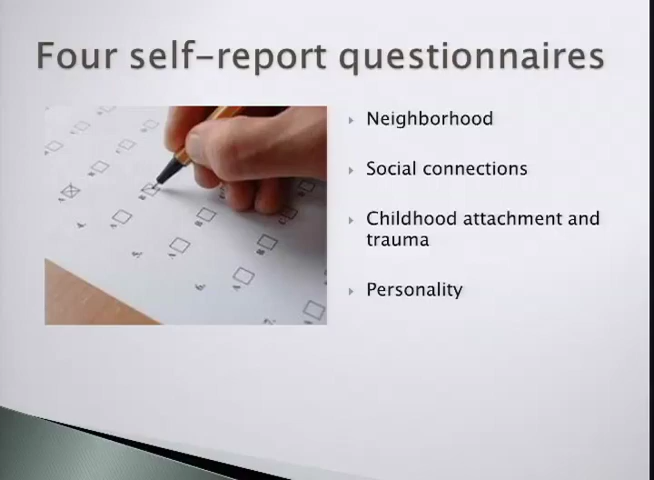 Four self-report questionnaires
Neighborhood
Social connections
Childhood attachment and
trauma
Personality